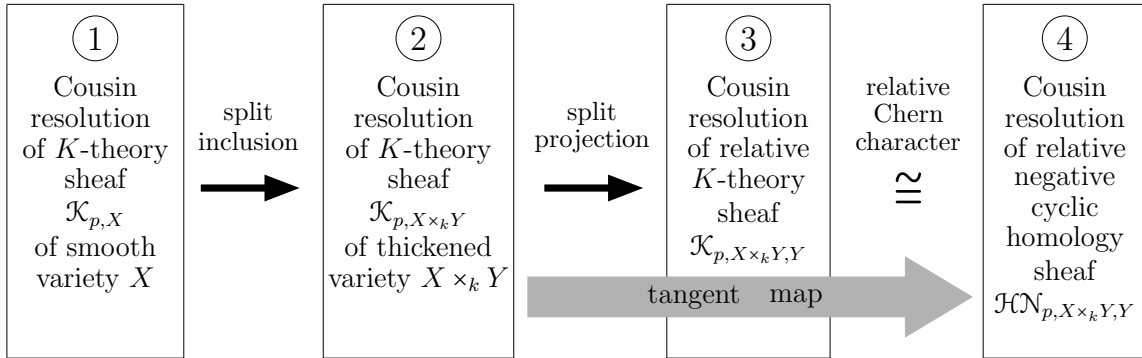 ①
Cousin
resolution
of K-theory
sheaf
𝒦_{p,X}
of smooth
variety X
split
inclusion
②
Cousin
resolution
of K-theory
sheaf
𝒦_{p,X×_kY}
of thickened
variety X ×_k Y
split
projection
③
Cousin
resolution
of relative
K-theory
sheaf
𝒦_{p,X×_kY,Y}
relative
Chern
character
≅
④
Cousin
resolution
of relative
negative
cyclic
homology
sheaf
ℋ𝒩_{p,X×_kY,Y}
tangent map